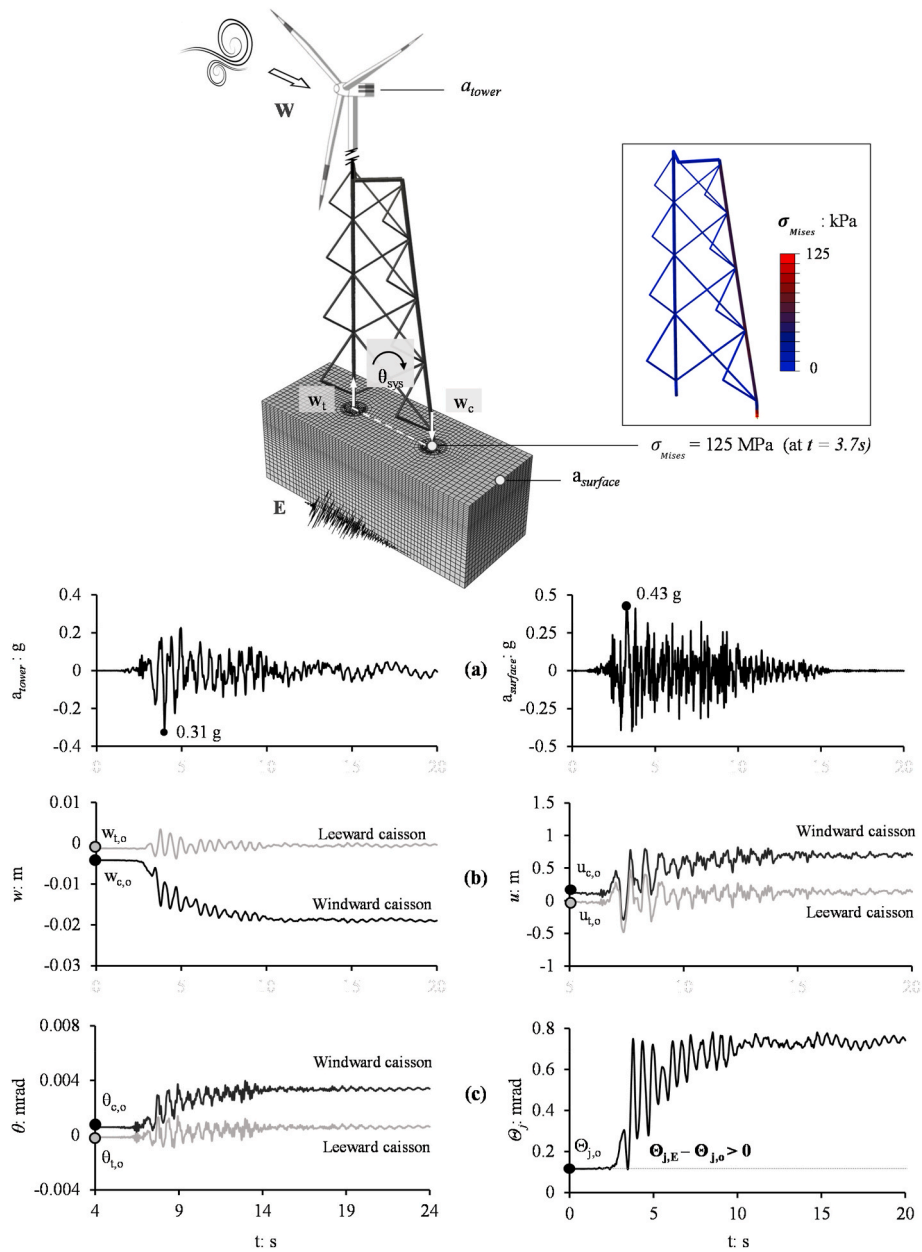 a_tower
W
σ_Mises : kPa
125
0
θ_sys
w_t
w_c
σ_Mises = 125 MPa (at t = 3.7s)
a_surface
E
0.4
0.2
0
-0.2
-0.4
a_tower: g
0.31 g
0 5 10 15 20
(a)
0.5
0.25
0
-0.25
-0.5
a_surface: g
0.43 g
0 5 10 15 20
0.01
0
-0.01
-0.02
-0.03
w: m
w_t,o
w_c,o
Leeward caisson
Windward caisson
0 5 10 15 20
(b)
1.5
1
0.5
0
-0.5
-1
u: m
u_c,o
u_t,o
Windward caisson
Leeward caisson
5 5 10 15 20
0.008
0.004
0
-0.004
θ: mrad
θ_c,o
θ_t,o
Windward caisson
Leeward caisson
4 9 14 19 24
t: s
(c)
0.8
0.6
0.4
0.2
0
Θ_j: mrad
Θ_j,o
Θ_j,E – Θ_j,o > 0
0 5 10 15 20
t: s